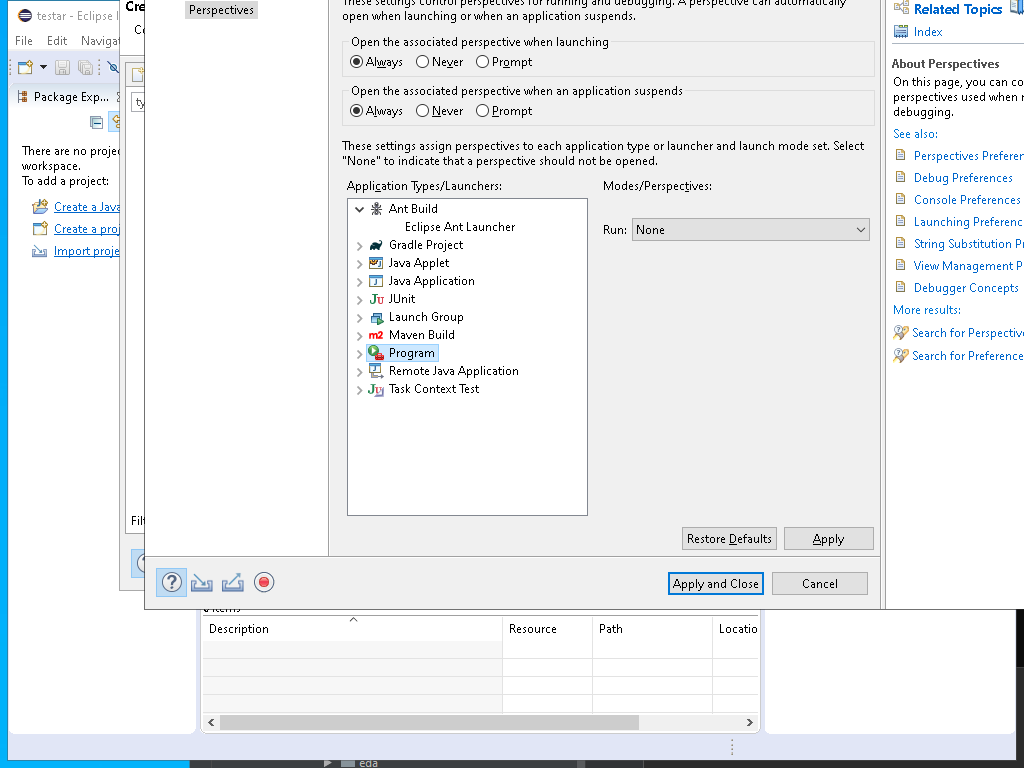 testar - Eclipse I
File Edit Navigat
Package Exp...
There are no proje
workspace.
To add a project:
Create a Java
Create a proj
Import proje
Cre
ty
Perspectives
These settings control perspectives for running and debugging. A perspective can automatically
open when launching or when an application suspends.
Open the associated perspective when launching
Always Never Prompt
Open the associated perspective when an application suspends
Always Never Prompt
These settings assign perspectives to each application type or launcher and launch mode set. Select
"None" to indicate that a perspective should not be opened.
Application Types/Launchers:
Modes/Perspectives:
Ant Build
Eclipse Ant Launcher
Gradle Project
Java Applet
Java Application
JUnit
Launch Group
Maven Build
Program
Remote Java Application
Task Context Test
Run: None
Restore Defaults Apply
Apply and Close Cancel
Related Topics
Index
About Perspectives
On this page, you can co
perspectives used when r
debugging.
See also:
Perspectives Preferen
Debug Preferences
Console Preferences
Launching Preferenc
String Substitution Pr
View Management P
Debugger Concepts
More results:
Search for Perspective
Search for Preference
Filt
0 items
Description Resource Path Locatio
eda